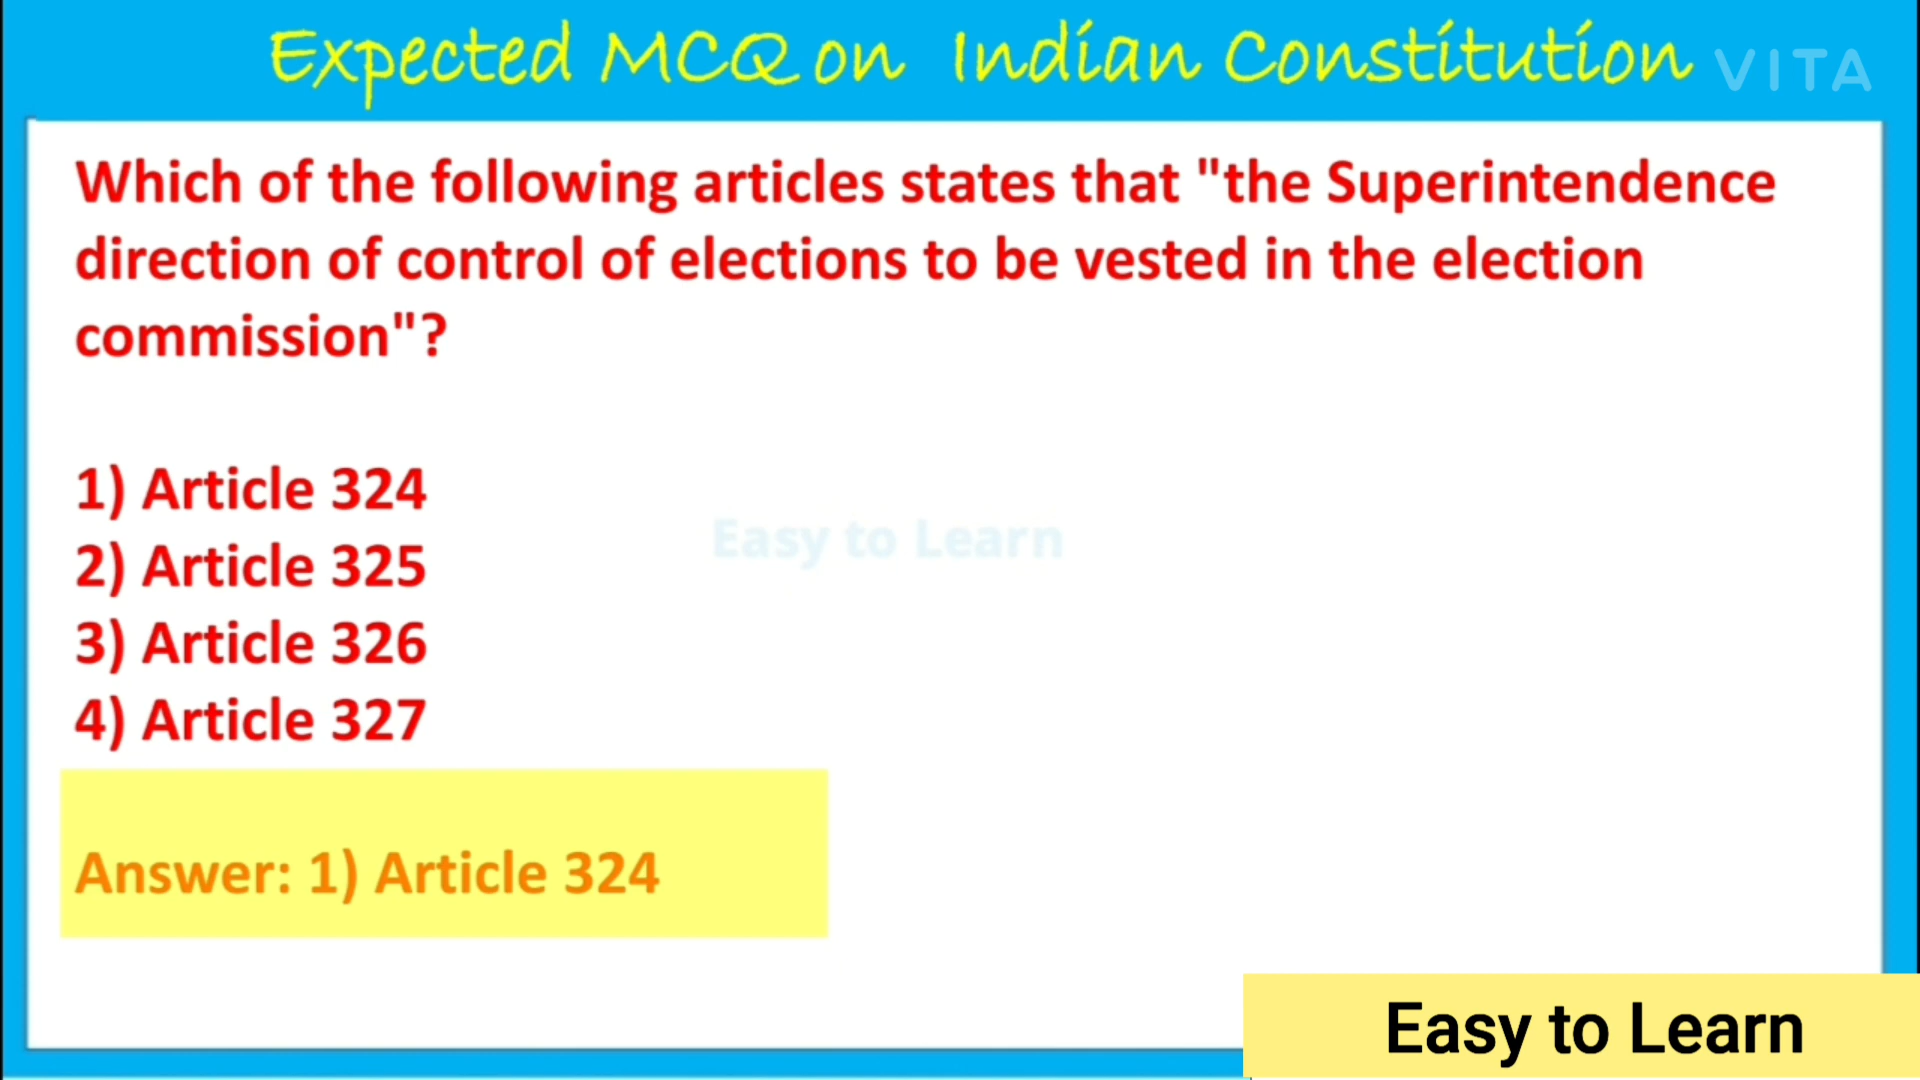 Expected MCQ on Indian Constitution
VITA
Which of the following articles states that "the Superintendence
direction of control of elections to be vested in the election
commission"?
1) Article 324
Easy to Learn
2) Article 325
3) Article 326
4) Article 327
Answer: 1) Article 324
Easy to Learn